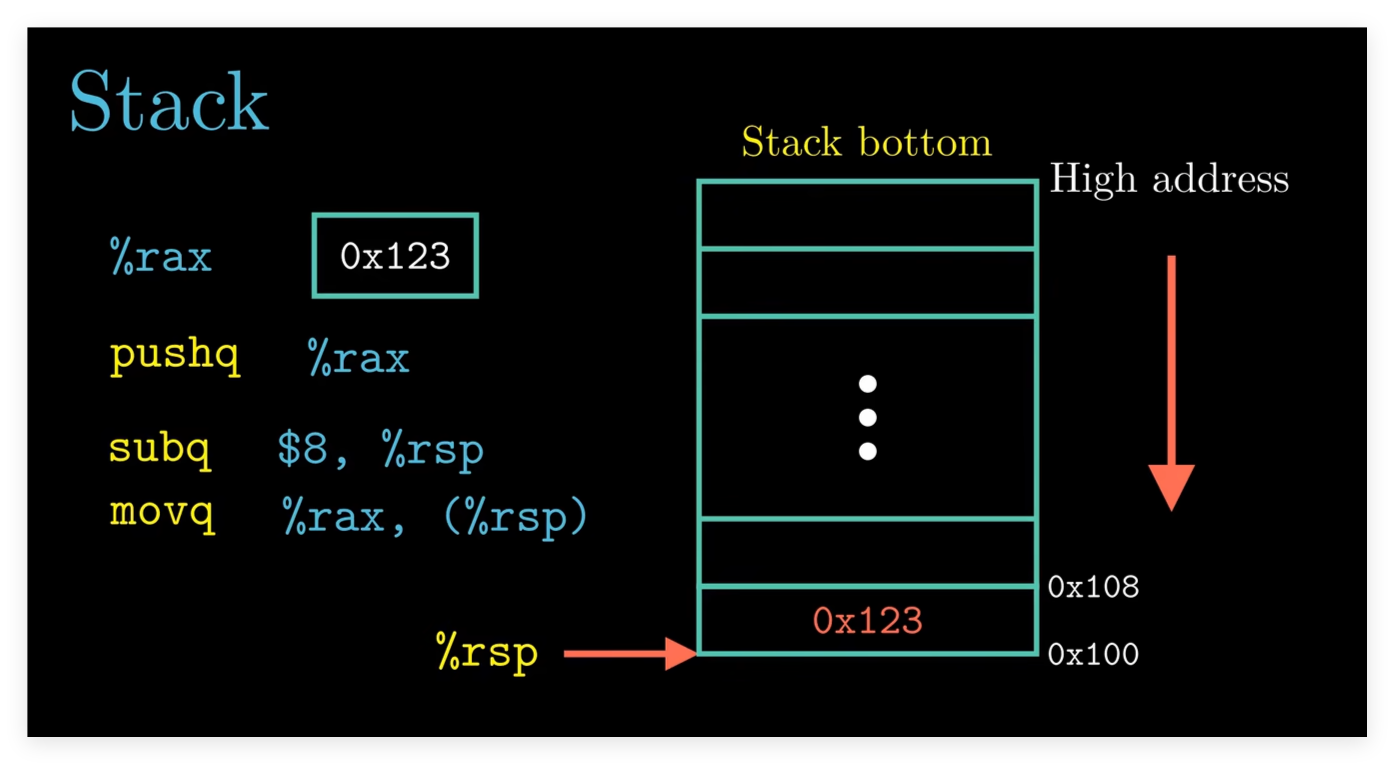 Stack
Stack bottom
High address
%rax 0x123
pushq %rax
subq $8, %rsp
movq %rax, (%rsp)
0x108
0x123
%rsp
0x100